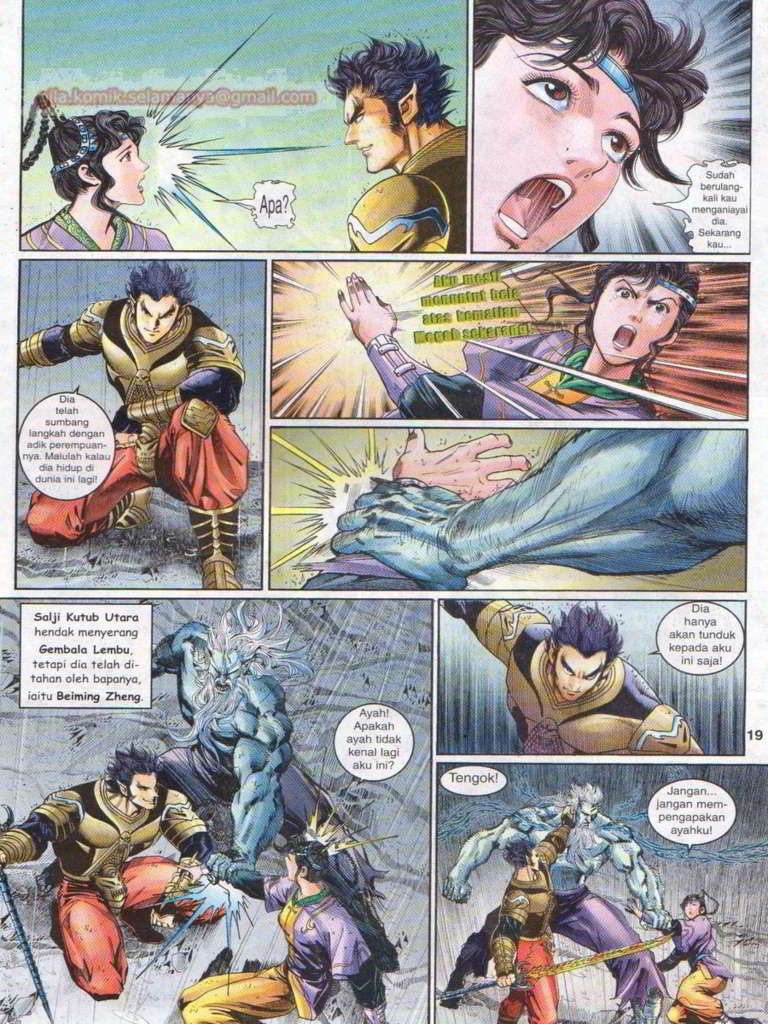 lla.komik.selamanya@gmail.com
Apa?
Sudah
berulang-
kali kau
menganiayai
dia.
Sekarang
kau...
Dia
telah
sumbang
langkah dengan
adik perempuan-
nya. Malulah kalau
dia hidup di
dunia ini lagi!
aku mesti
menuntut bela
atas kematian
Megah sekarang!
Salji Kutub Utara
hendak menyerang
Gembala Lembu,
tetapi dia telah di-
tahan oleh bapanya,
iaitu Beiming Zheng.
Ayah!
Apakah
ayah tidak
kenal lagi
aku ini?
Dia
hanya
akan tunduk
kepada aku
ini saja!
19
Tengok!
Jangan...
jangan mem-
pengapakan
ayahku!